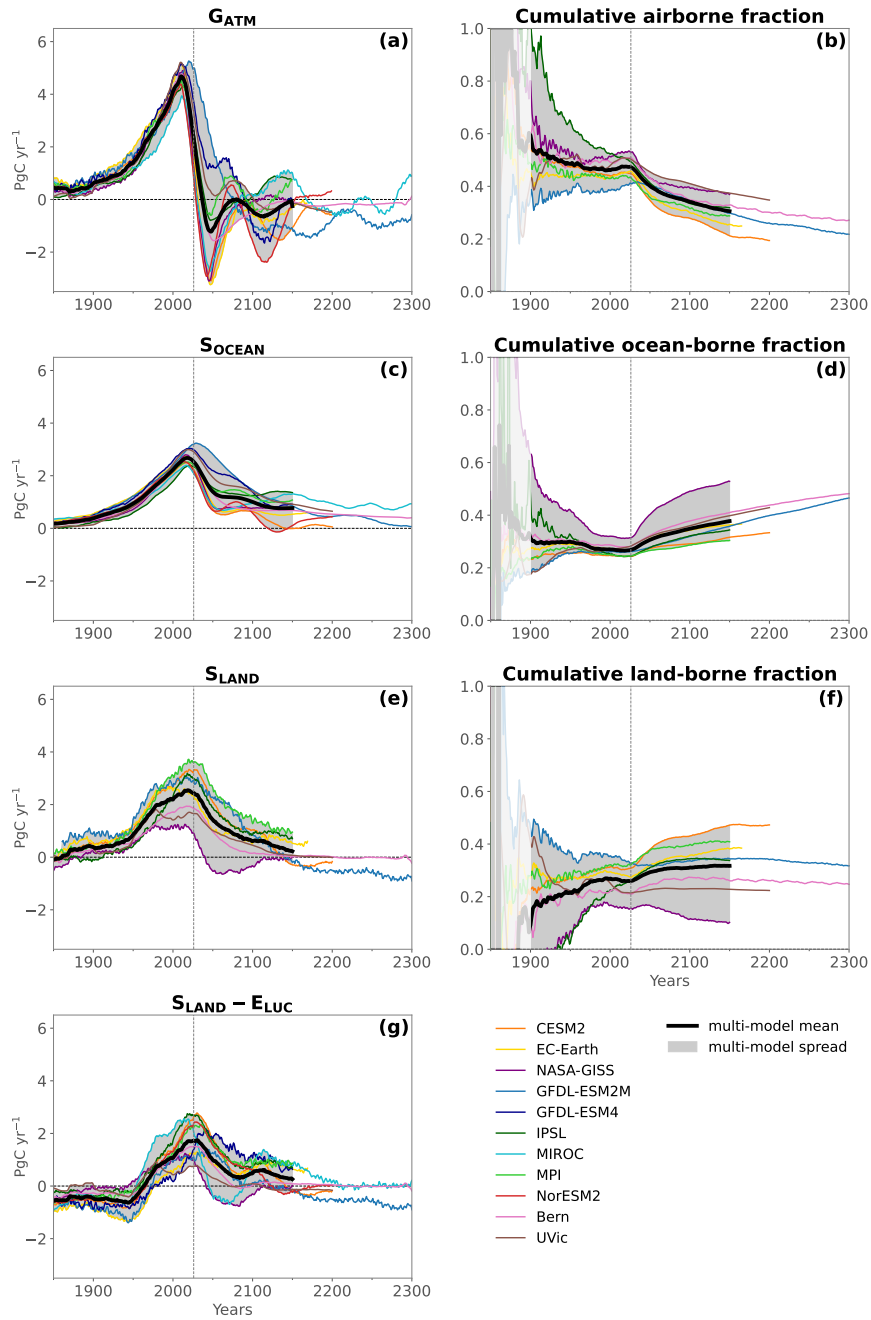 G_ATM
(a)
PgC yr⁻¹
6
4
2
0
−2
1900 2000 2100 2200 2300
Cumulative airborne fraction
(b)
1.0
0.8
0.6
0.4
0.2
0.0
1900 2000 2100 2200 2300
S_OCEAN
(c)
PgC yr⁻¹
6
4
2
0
−2
1900 2000 2100 2200 2300
Cumulative ocean-borne fraction
(d)
1.0
0.8
0.6
0.4
0.2
0.0
1900 2000 2100 2200 2300
S_LAND
(e)
PgC yr⁻¹
6
4
2
0
−2
1900 2000 2100 2200 2300
Cumulative land-borne fraction
(f)
1.0
0.8
0.6
0.4
0.2
0.0
1900 2000 2100 2200 2300
Years
S_LAND − E_LUC
(g)
PgC yr⁻¹
6
4
2
0
−2
1900 2000 2100 2200 2300
Years
CESM2
EC-Earth
NASA-GISS
GFDL-ESM2M
GFDL-ESM4
IPSL
MIROC
MPI
NorESM2
Bern
UVic
multi-model mean
multi-model spread